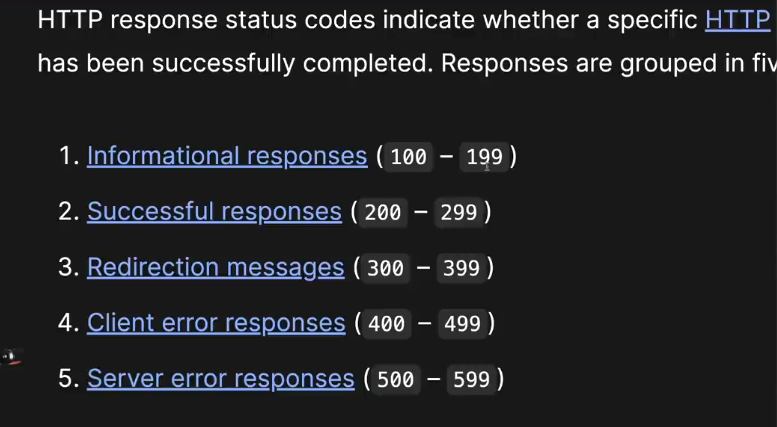 HTTP response status codes indicate whether a specific HTTP
has been successfully completed. Responses are grouped in fiv
1. Informational responses (100 – 199)
2. Successful responses (200 – 299)
3. Redirection messages (300 – 399)
4. Client error responses (400 – 499)
5. Server error responses (500 – 599)